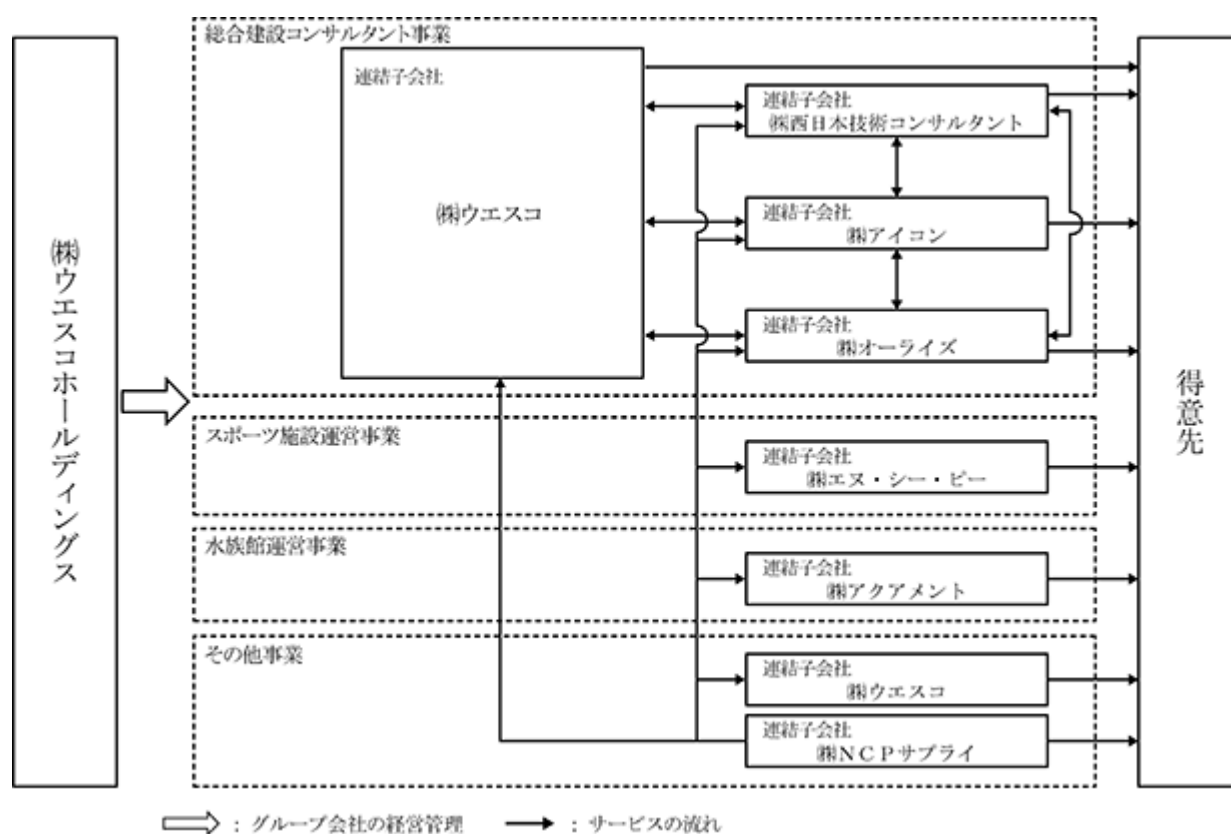 ㈱ウエスコホールディングス
総合建設コンサルタント事業
連結子会社
㈱ウエスコ
連結子会社
㈱西日本技術コンサルタント
連結子会社
㈱アイコン
連結子会社
㈱オーライズ
スポーツ施設運営事業
連結子会社
㈱エヌ・シー・ピー
水族館運営事業
連結子会社
㈱アクアメント
その他事業
連結子会社
㈱ウエスコ
連結子会社
㈱NCPサプライ
得意先
：グループ会社の経営管理　：サービスの流れ